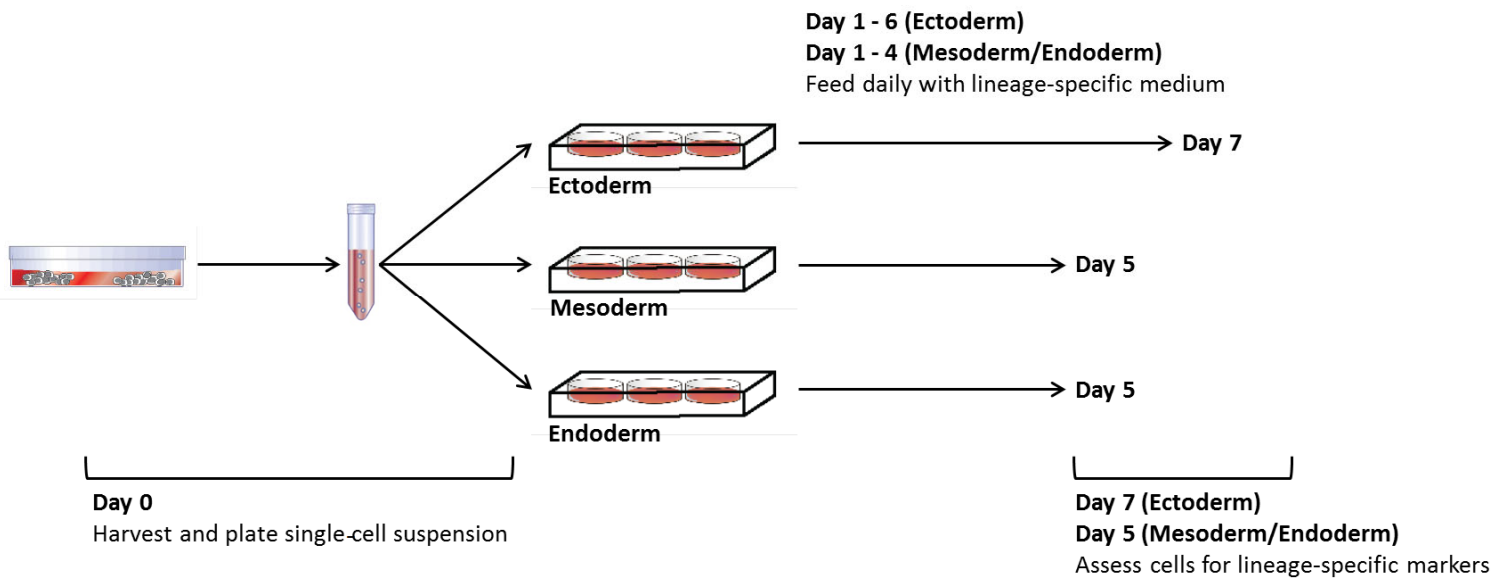 Day 1 - 6 (Ectoderm)
Day 1 - 4 (Mesoderm/Endoderm)
Feed daily with lineage-specific medium
Day 7
Ectoderm
Day 5
Mesoderm
Day 5
Endoderm
Day 0
Harvest and plate single-cell suspension
Day 7 (Ectoderm)
Day 5 (Mesoderm/Endoderm)
Assess cells for lineage-specific markers